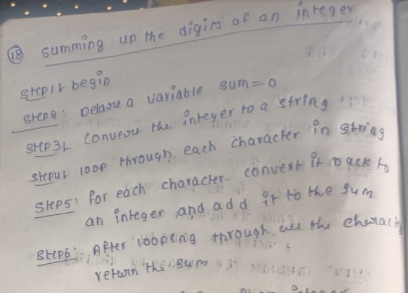 18 summing up the digits of an integer
Step1: begin
Step2: Delare a variable sum=0
Step3: Convert the integer to a string
Step4: loop through each character in string
Step5: for each character. convert it back to
an integer and add it to the sum
Step6: After looping through all the charact
return the sum